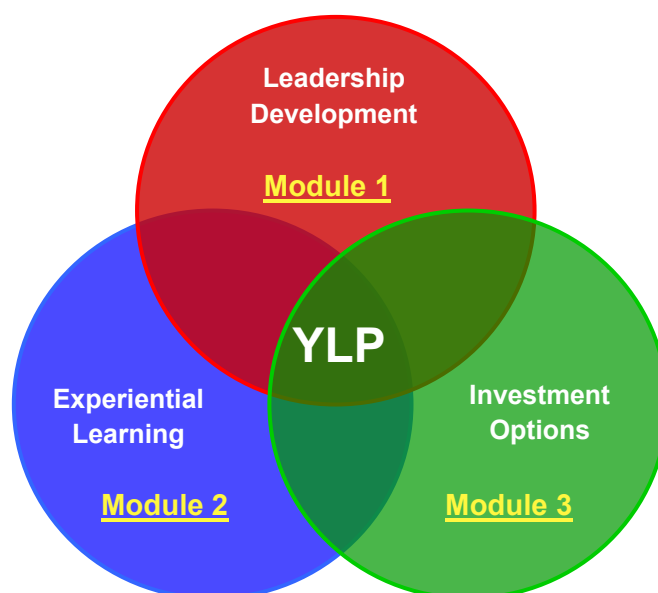 Leadership
Development
Module 1
YLP
Experiential
Learning
Module 2
Investment
Options
Module 3